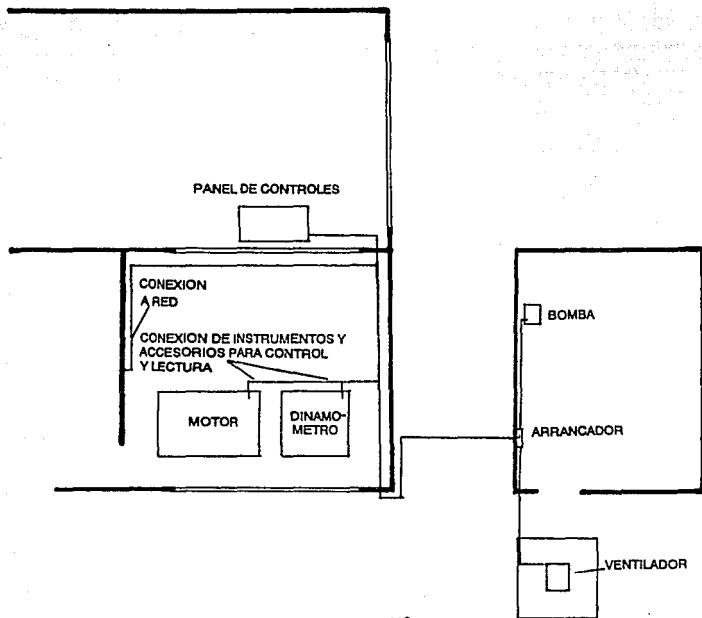 PANEL DE CONTROLES
CONEXION
A RED
CONEXION DE INSTRUMENTOS Y
ACCESORIOS PARA CONTROL
Y LECTURA
MOTOR
DINAMO-
METRO
BOMBA
ARRANCADOR
VENTILADOR